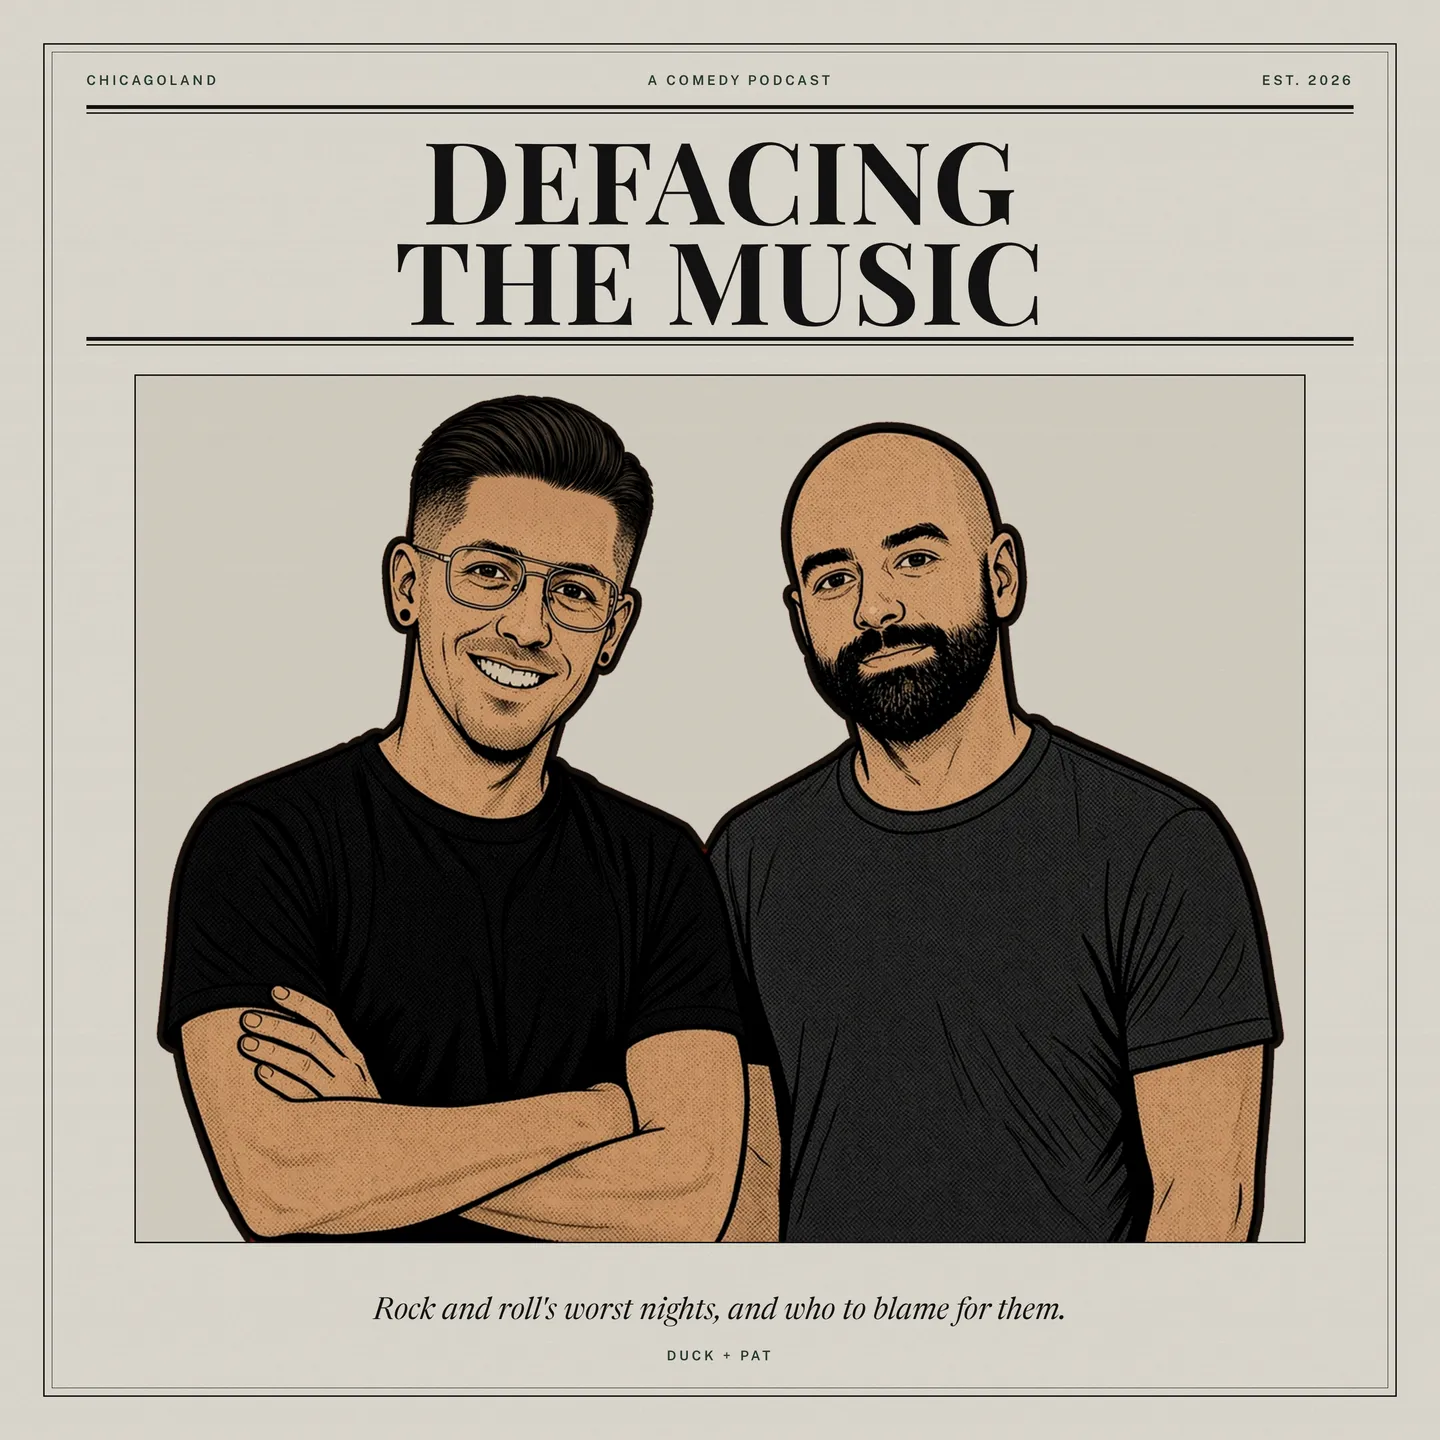 CHICAGOLAND
A COMEDY PODCAST
EST. 2026
DEFACING
THE MUSIC
Rock and roll's worst nights, and who to blame for them.
DUCK + PAT